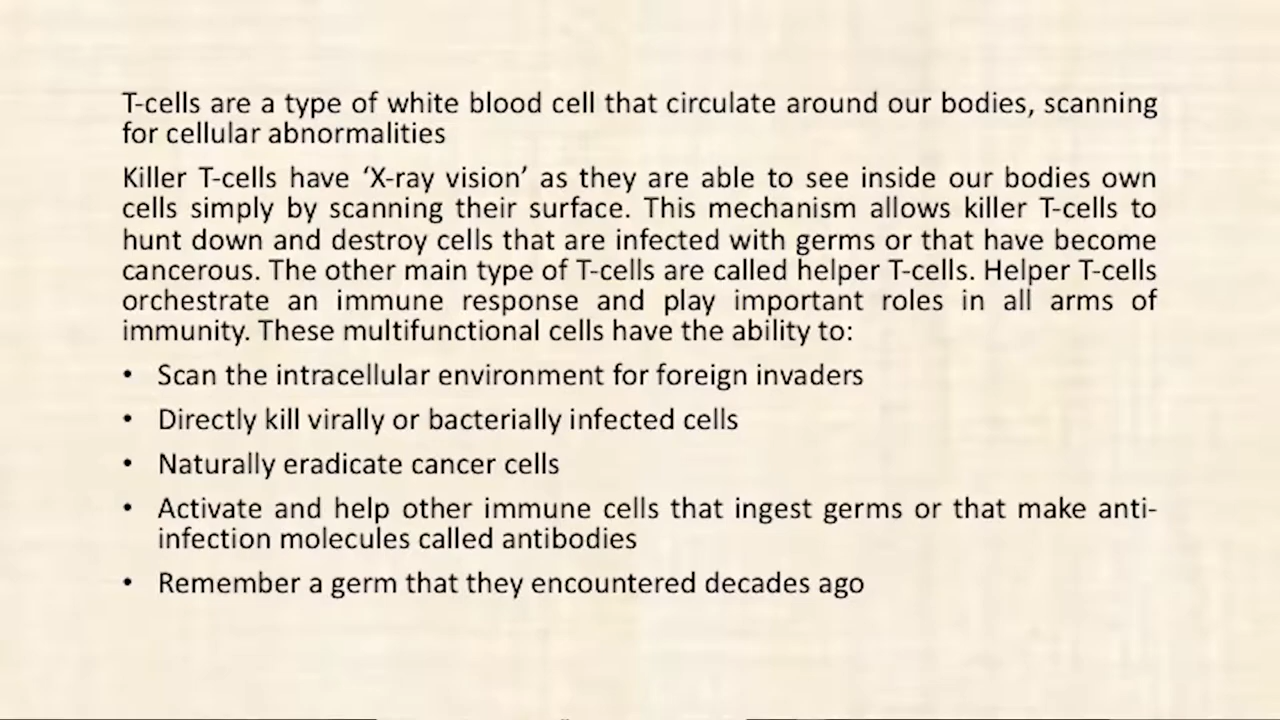 T-cells are a type of white blood cell that circulate around our bodies, scanning
for cellular abnormalities
Killer T-cells have ‘X-ray vision’ as they are able to see inside our bodies own
cells simply by scanning their surface. This mechanism allows killer T-cells to
hunt down and destroy cells that are infected with germs or that have become
cancerous. The other main type of T-cells are called helper T-cells. Helper T-cells
orchestrate an immune response and play important roles in all arms of
immunity. These multifunctional cells have the ability to:
• Scan the intracellular environment for foreign invaders
• Directly kill virally or bacterially infected cells
• Naturally eradicate cancer cells
• Activate and help other immune cells that ingest germs or that make anti-
infection molecules called antibodies
• Remember a germ that they encountered decades ago